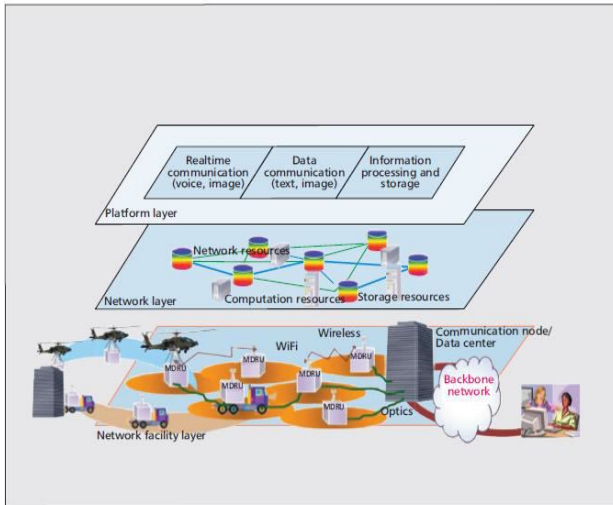 Realtime
communication
(voice, image)
Data
communication
(text, image)
Information
processing and
storage
Platform layer
Network resources
Computation resources
Storage resources
Network layer
Wireless
WiFi
Communication node/
Data center
MDRU
MDRU
MDRU
MDRU
MDRU
MDRU
Backbone
network
Optics
Network facility layer